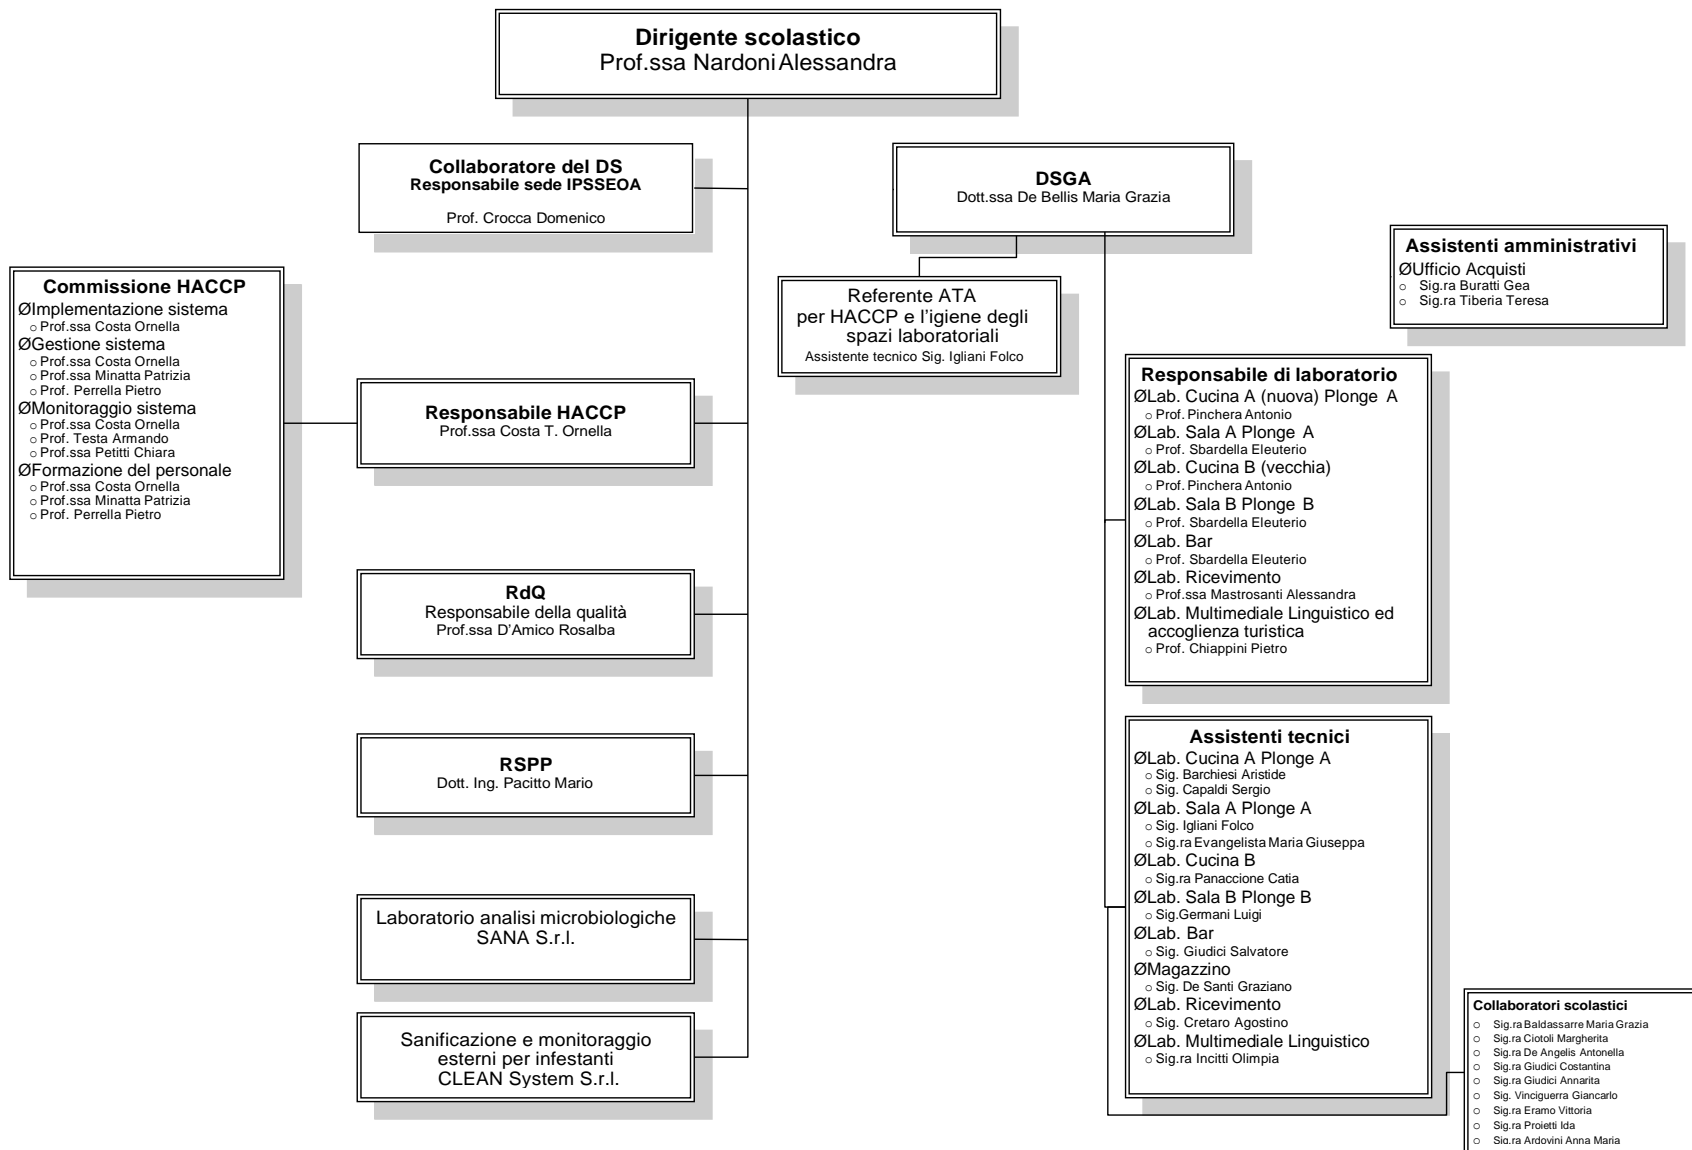 Dirigente scolastico
Prof.ssa Nardoni Alessandra
Collaboratore del DS
Responsabile sede IPSSEOA
Prof. Crocca Domenico
DSGA
Dott.ssa De Bellis Maria Grazia
Assistenti amministrativi
ØUfficio Acquisti
○ Sig.ra Buratti Gea
○ Sig.ra Tiberia Teresa
Commissione HACCP
ØImplementazione sistema
○ Prof.ssa Costa Ornella
ØGestione sistema
○ Prof.ssa Costa Ornella
○ Prof.ssa Minatta Patrizia
○ Prof. Perrella Pietro
ØMonitoraggio sistema
○ Prof.ssa Costa Ornella
○ Prof. Testa Armando
○ Prof.ssa Petitti Chiara
ØFormazione del personale
○ Prof.ssa Costa Ornella
○ Prof.ssa Minatta Patrizia
○ Prof. Perrella Pietro
Referente ATA
per HACCP e l'igiene degli
spazi laboratoriali
Assistente tecnico Sig. Igliani Folco
Responsabile HACCP
Prof.ssa Costa T. Ornella
RdQ
Responsabile della qualità
Prof.ssa D'Amico Rosalba
RSPP
Dott. Ing. Pacitto Mario
Laboratorio analisi microbiologiche
SANA S.r.l.
Sanificazione e monitoraggio
esterni per infestanti
CLEAN System S.r.l.
Responsabile di laboratorio
ØLab. Cucina A (nuova) Plonge A
○ Prof. Pinchera Antonio
ØLab. Sala A Plonge A
○ Prof. Sbardella Eleuterio
ØLab. Cucina B (vecchia)
○ Prof. Pinchera Antonio
ØLab. Sala B Plonge B
○ Prof. Sbardella Eleuterio
ØLab. Bar
○ Prof. Sbardella Eleuterio
ØLab. Ricevimento
○ Prof.ssa Mastrosanti Alessandra
ØLab. Multimediale Linguistico ed
accoglienza turistica
○ Prof. Chiappini Pietro
Assistenti tecnici
ØLab. Cucina A Plonge A
○ Sig. Barchiesi Aristide
○ Sig. Capaldi Sergio
ØLab. Sala A Plonge A
○ Sig. Igliani Folco
○ Sig.ra Evangelista Maria Giuseppa
ØLab. Cucina B
○ Sig.ra Panaccione Catia
ØLab. Sala B Plonge B
○ Sig.Germani Luigi
ØLab. Bar
○ Sig. Giudici Salvatore
ØMagazzino
○ Sig. De Santi Graziano
ØLab. Ricevimento
○ Sig. Cretaro Agostino
ØLab. Multimediale Linguistico
○ Sig.ra Incitti Olimpia
Collaboratori scolastici
○ Sig.ra Baldassarre Maria Grazia
○ Sig.ra Ciotoli Margherita
○ Sig.ra De Angelis Antonella
○ Sig.ra Giudici Costantina
○ Sig.ra Giudici Annarita
○ Sig. Vinciguerra Giancarlo
○ Sig.ra Eramo Vittoria
○ Sig.ra Proietti Ida
○ Sig.ra Ardovini Anna Maria